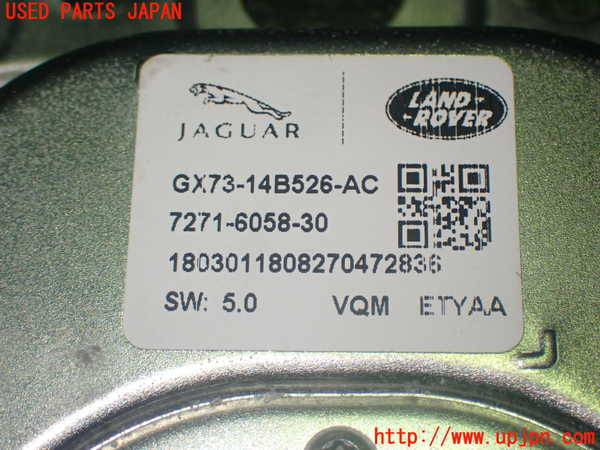 USED PARTS JAPAN
JAGUAR
LAND-
-ROVER
GX73-14B526-AC
7271-6058-30
1803011808270472836
SW: 5.0 VQM ETYAA
http://www.upjpn.com